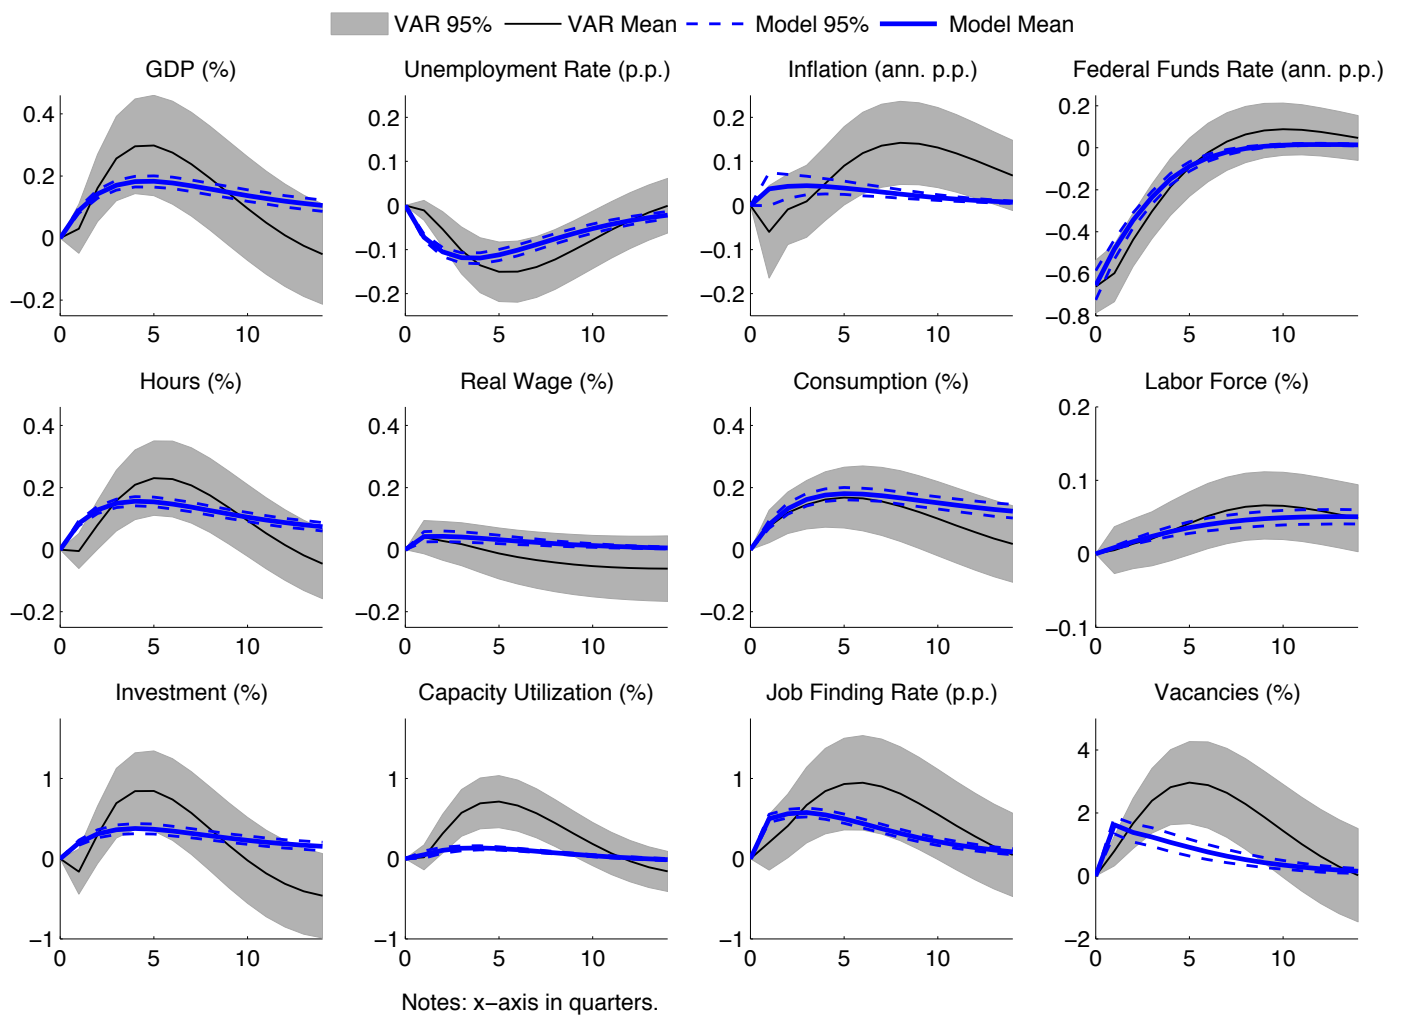 VAR 95% VAR Mean Model 95% Model Mean
GDP (%) Unemployment Rate (p.p.) Inflation (ann. p.p.) Federal Funds Rate (ann. p.p.)
0.4
0.2
0
−0.2
0 5 10
0.2
0.1
0
−0.1
−0.2
0 5 10
0.2
0.1
0
−0.1
−0.2
0 5 10
0.2
0
−0.2
−0.4
−0.6
−0.8
0 5 10
Hours (%) Real Wage (%) Consumption (%) Labor Force (%)
0.4
0.2
0
−0.2
0 5 10
0.4
0.2
0
−0.2
0 5 10
0.4
0.2
0
−0.2
0 5 10
0.2
0.1
0
−0.1
0 5 10
Investment (%) Capacity Utilization (%) Job Finding Rate (p.p.) Vacancies (%)
1
0
−1
0 5 10
1
0
−1
0 5 10
1
0
−1
0 5 10
4
2
0
−2
0 5 10
Notes: x−axis in quarters.